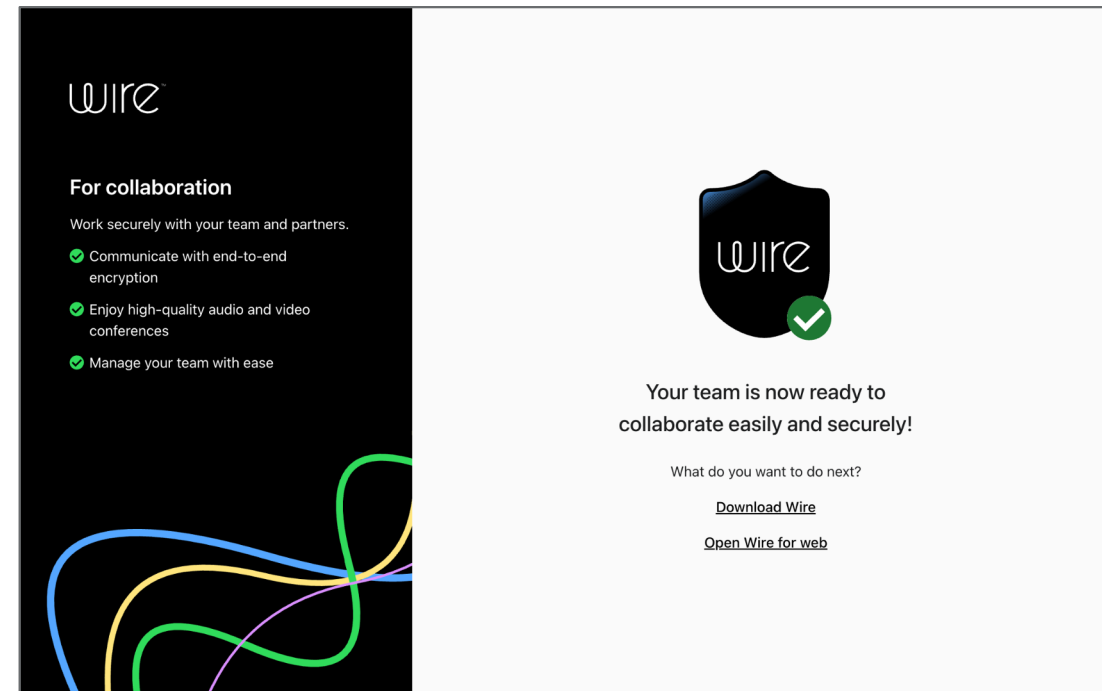 wire™
For collaboration
Work securely with your team and partners.
Communicate with end-to-end
encryption
Enjoy high-quality audio and video
conferences
Manage your team with ease
wire
Your team is now ready to
collaborate easily and securely!
What do you want to do next?
Download Wire
Open Wire for web